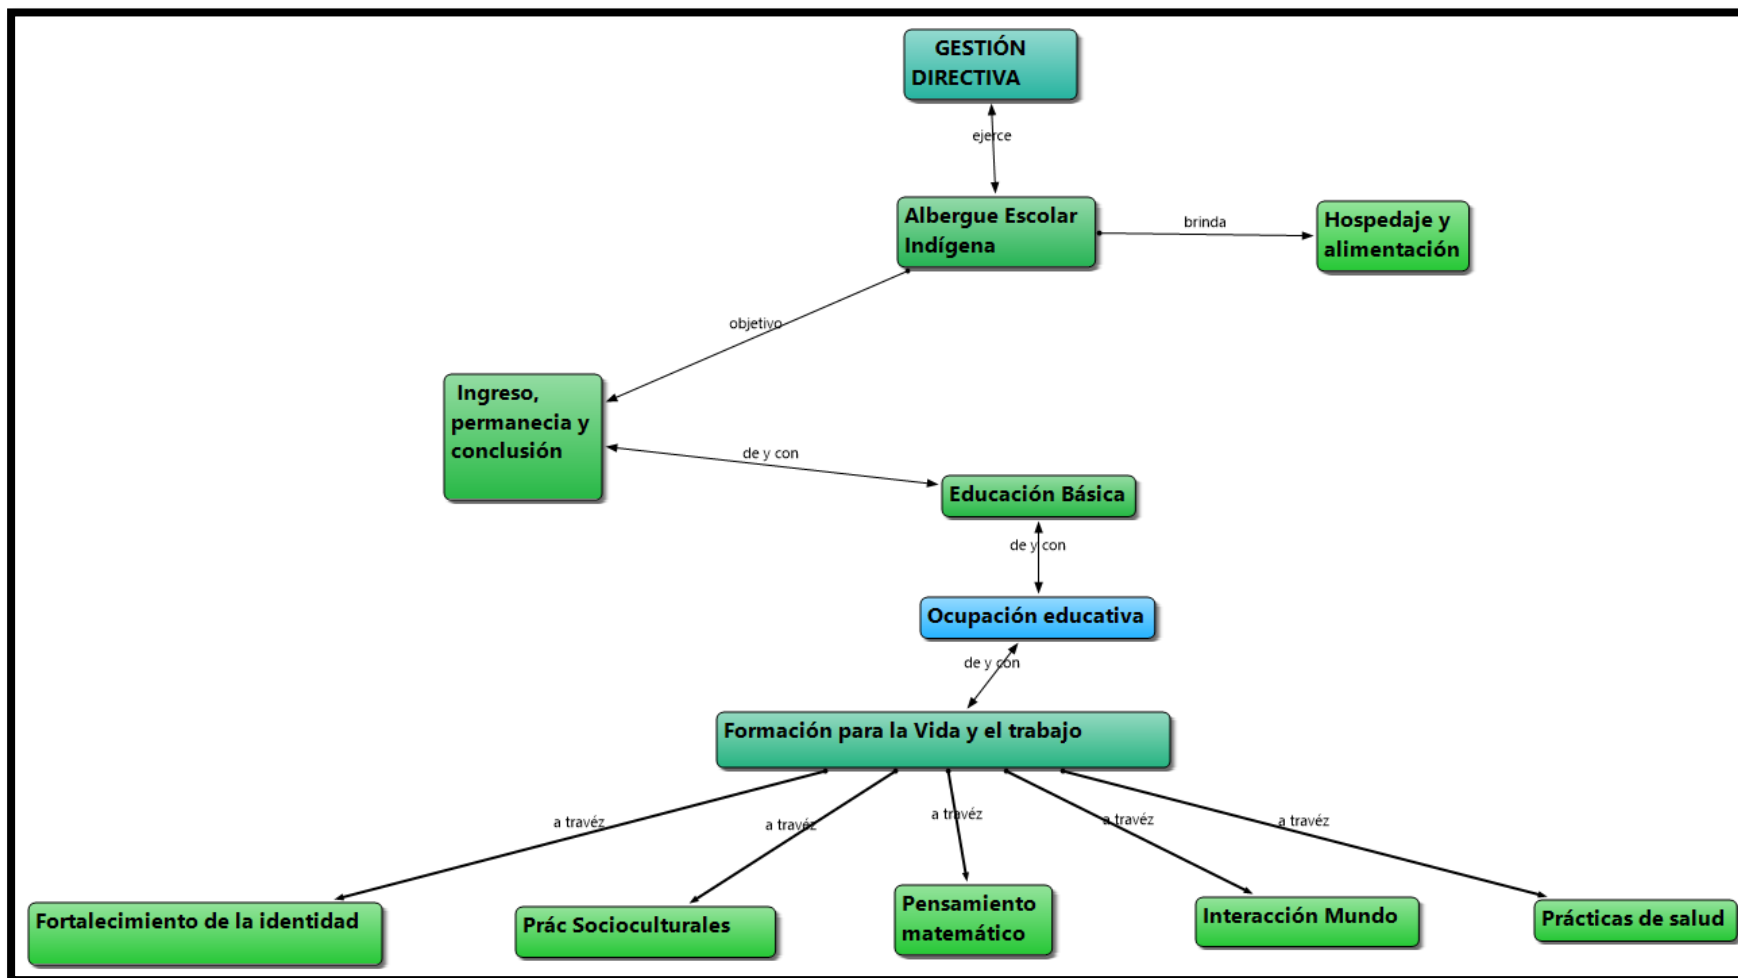 GESTIÓN
DIRECTIVA
ejerce
Albergue Escolar
Indígena
brinda
Hospedaje y
alimentación
objetivo
Ingreso,
permanecia y
conclusión
de y con
Educación Básica
de y con
Ocupación educativa
de y con
Formación para la Vida y el trabajo
a travéz
a travéz
a travéz
a travéz
a travéz
Fortalecimiento de la identidad
Prác Socioculturales
Pensamiento
matemático
Interacción Mundo
Prácticas de salud